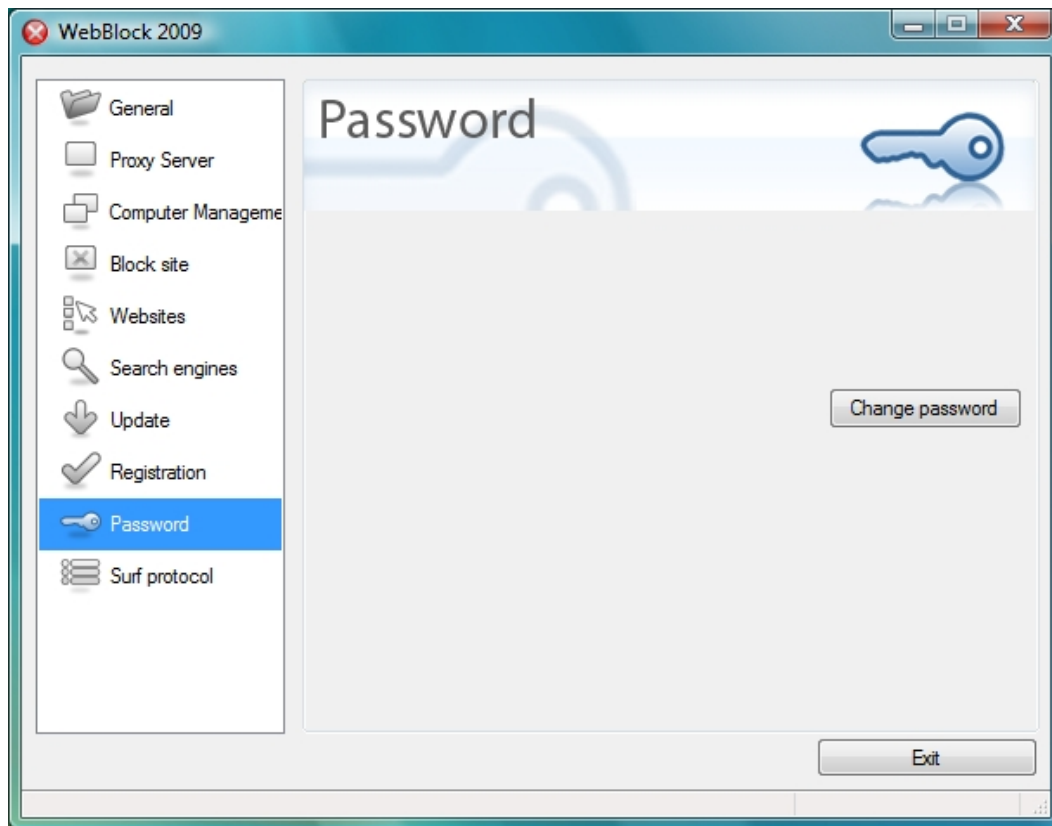 WebBlock 2009
General
Proxy Server
Computer Manageme
Block site
Websites
Search engines
Update
Registration
Password
Surf protocol
Password
Change password
Exit